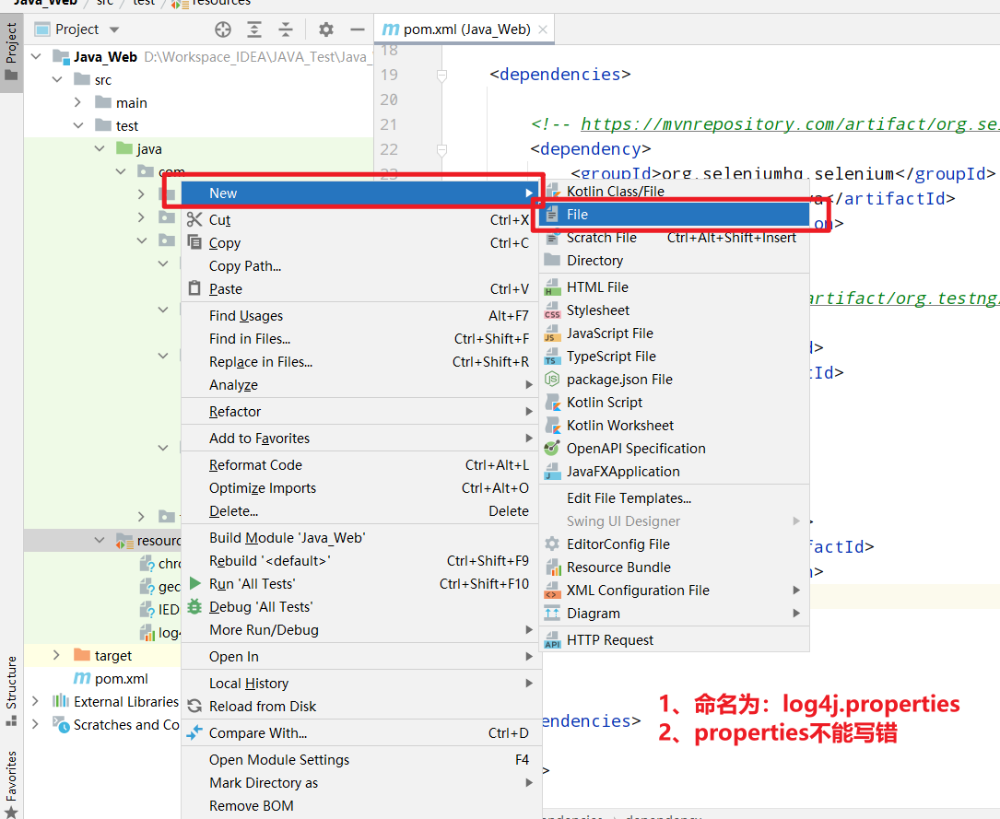 Java_Web / src / test / resources
Project
Project
Structure
Favorites
pom.xml (Java_Web)
Java_Web D:\Workspace_IDEA\JAVA_Test\Java_
src
main
test
java
com
resourc
chr
gec
IED
log4
target
pom.xml
External Libraries
Scratches and Co
18
19 <dependencies>
20
21 <!-- https://mvnrepository.com/artifact/org.se
22 <dependency>
23 <groupId>org.seleniumhq.selenium</groupId>
a</artifactId>
on>
artifact/org.testng
>
tId>
>
factId>
>
endencies>
>
New
Cut Ctrl+X
Copy Ctrl+C
Copy Path...
Paste Ctrl+V
Find Usages Alt+F7
Find in Files... Ctrl+Shift+F
Replace in Files... Ctrl+Shift+R
Analyze
Refactor
Add to Favorites
Reformat Code Ctrl+Alt+L
Optimize Imports Ctrl+Alt+O
Delete... Delete
Build Module 'Java_Web'
Rebuild '<default>' Ctrl+Shift+F9
Run 'All Tests' Ctrl+Shift+F10
Debug 'All Tests'
More Run/Debug
Open In
Local History
Reload from Disk
Compare With... Ctrl+D
Open Module Settings F4
Mark Directory as
Remove BOM
Kotlin Class/File
File
Scratch File Ctrl+Alt+Shift+Insert
Directory
HTML File
Stylesheet
JavaScript File
TypeScript File
package.json File
Kotlin Script
Kotlin Worksheet
OpenAPI Specification
JavaFXApplication
Edit File Templates...
Swing UI Designer
EditorConfig File
Resource Bundle
XML Configuration File
Diagram
HTTP Request
1、命名为：log4j.properties
2、properties不能写错